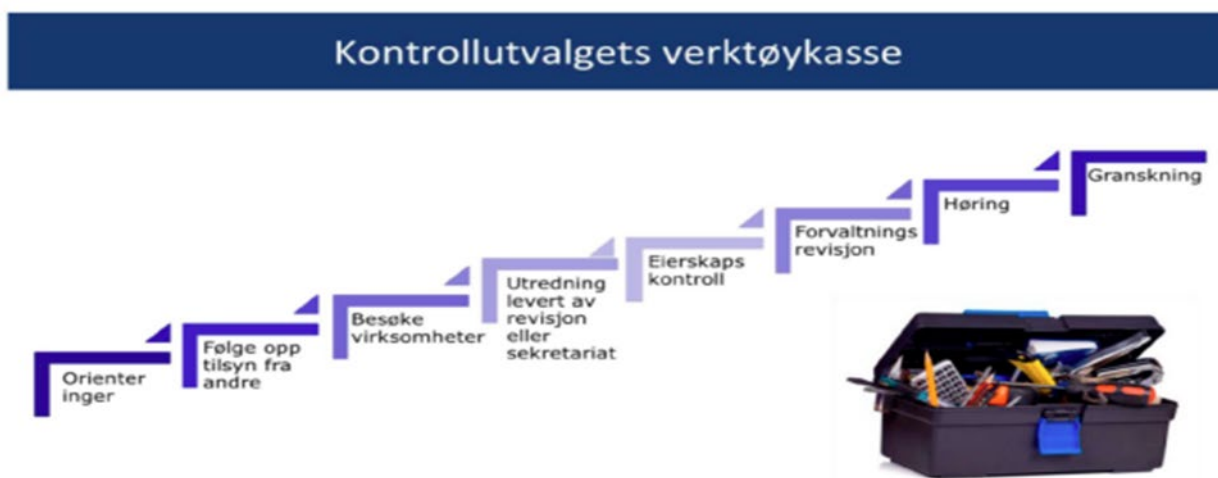 Kontrollutvalgets verktøykasse
Orienter
inger
Følge opp
tilsyn fra
andre
Besøke
virksomheter
Utredning
levert av
revisjon
eller
sekretariat
Eierskaps
kontroll
Forvaltnings
revisjon
Høring
Granskning